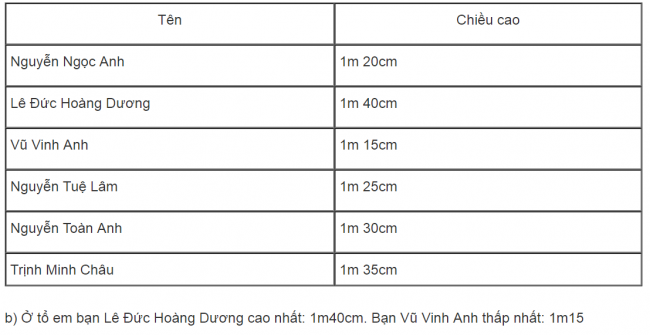 Tên Chiều cao
Nguyễn Ngọc Anh 1m 20cm
Lê Đức Hoàng Dương 1m 40cm
Vũ Vinh Anh 1m 15cm
Nguyễn Tuệ Lâm 1m 25cm
Nguyễn Toàn Anh 1m 30cm
Trịnh Minh Châu 1m 35cm
b) Ở tổ em bạn Lê Đức Hoàng Dương cao nhất: 1m40cm. Bạn Vũ Vinh Anh thấp nhất: 1m15